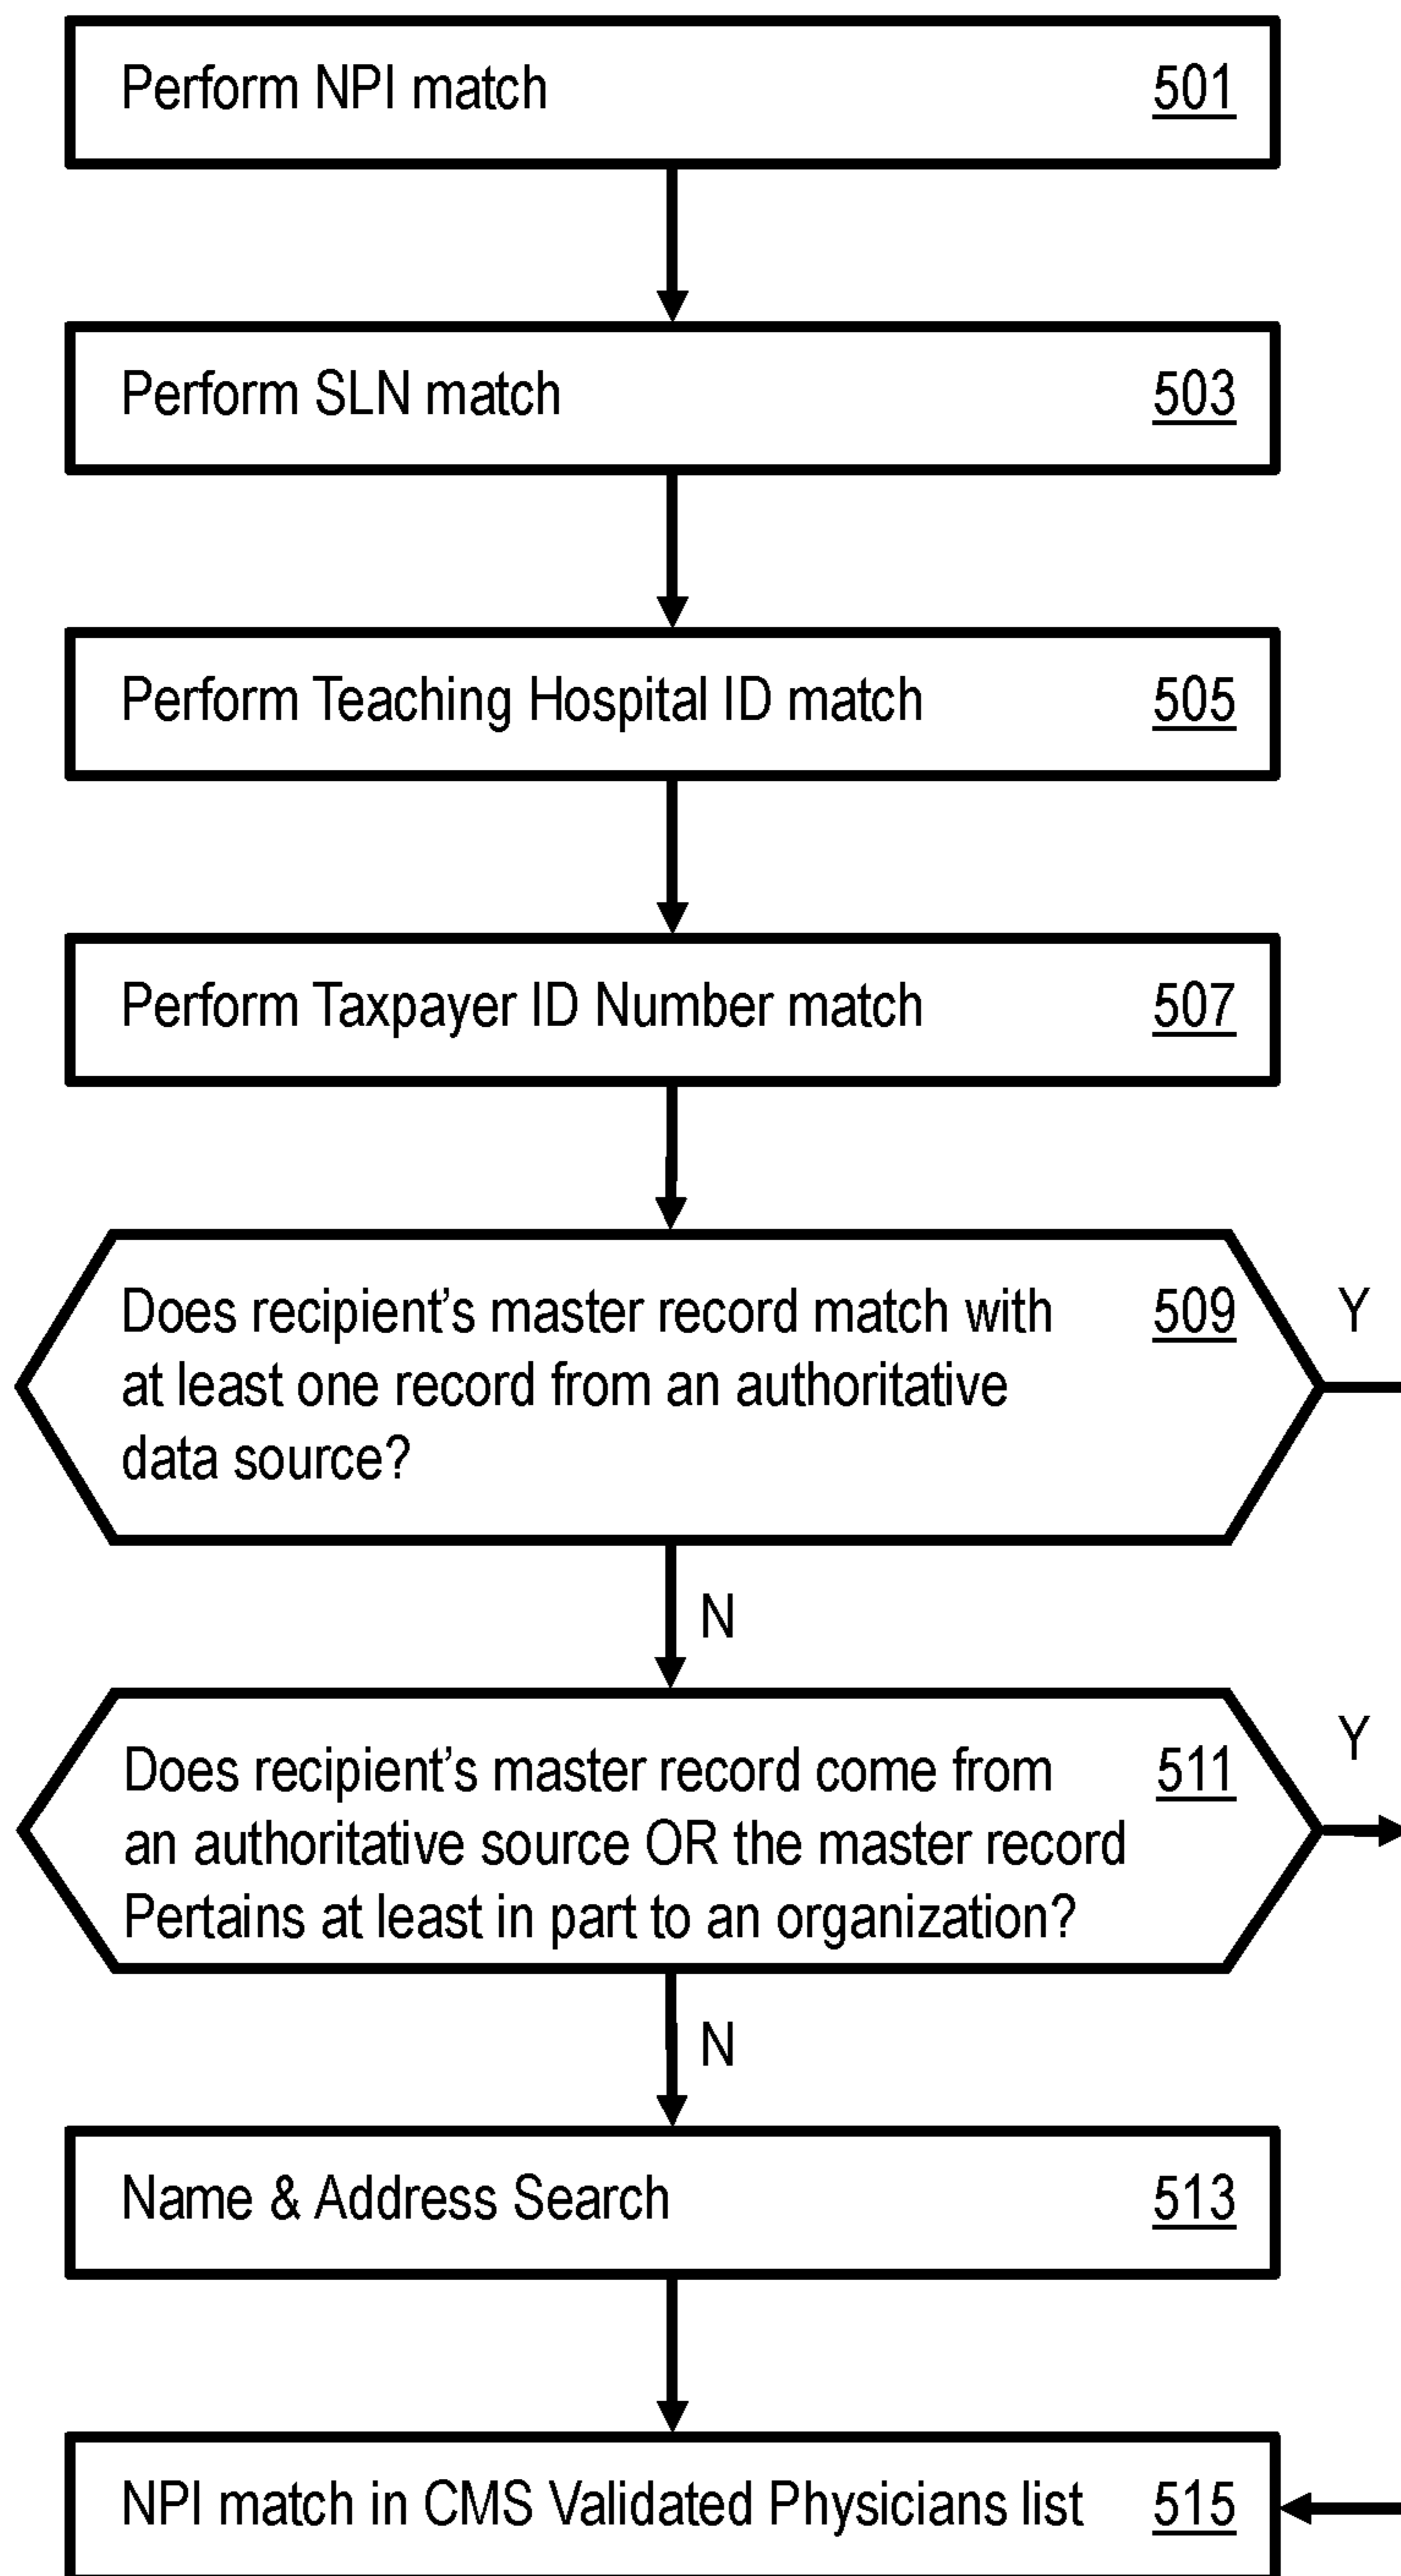 Perform NPI match 501
Perform SLN match 503
Perform Teaching Hospital ID match 505
Perform Taxpayer ID Number match 507
Does recipient's master record match with 509 Y
at least one record from an authoritative
data source?
N
Does recipient's master record come from 511 Y
an authoritative source OR the master record
Pertains at least in part to an organization?
N
Name & Address Search 513
NPI match in CMS Validated Physicians list 515